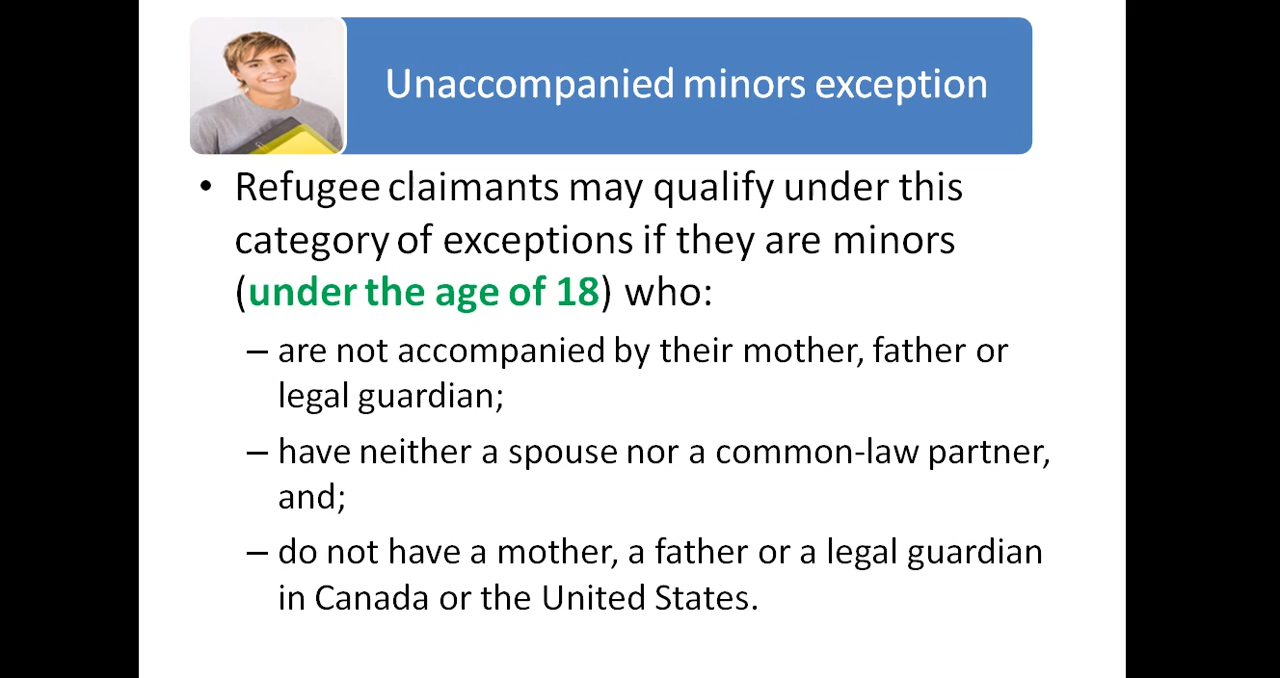 Unaccompanied minors exception
• Refugee claimants may qualify under this
category of exceptions if they are minors
(under the age of 18) who:
– are not accompanied by their mother, father or
legal guardian;
– have neither a spouse nor a common-law partner,
and;
– do not have a mother, a father or a legal guardian
in Canada or the United States.